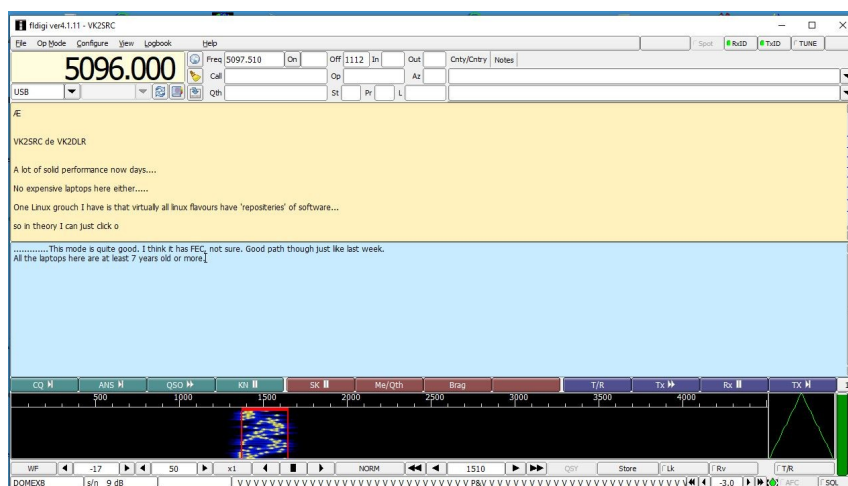 fldigi ver4.1.11 - VK2SRC
File Op Mode Configure View Logbook Help Spot RxID TxID TUNE
5096.000 Freq 5097.510 On Off 1112 In Out Cnty/Cntry Notes
Call Op Az
USB Qth St Pr L
Æ
VK2SRC de VK2DLR
A lot of solid performance now days....
No expensive laptops here either.....
One Linux grouch I have is that virtually all linux flavours have 'repositeries' of software...
so in theory I can just click o
.............This mode is quite good. I think it has FEC, not sure. Good path though just like last week.
All the laptops here are at least 7 years old or more.
CQ ANS QSO KN SK Me/Qth Brag T/R Tx Rx TX 1
500 1000 1500 2000 2500 3000 3500 4000
WF -17 50 x1 NORM 1510 QSY Store Lk Rv T/R
DOMEX8 s/n 9 dB -3.0 AFC SQL